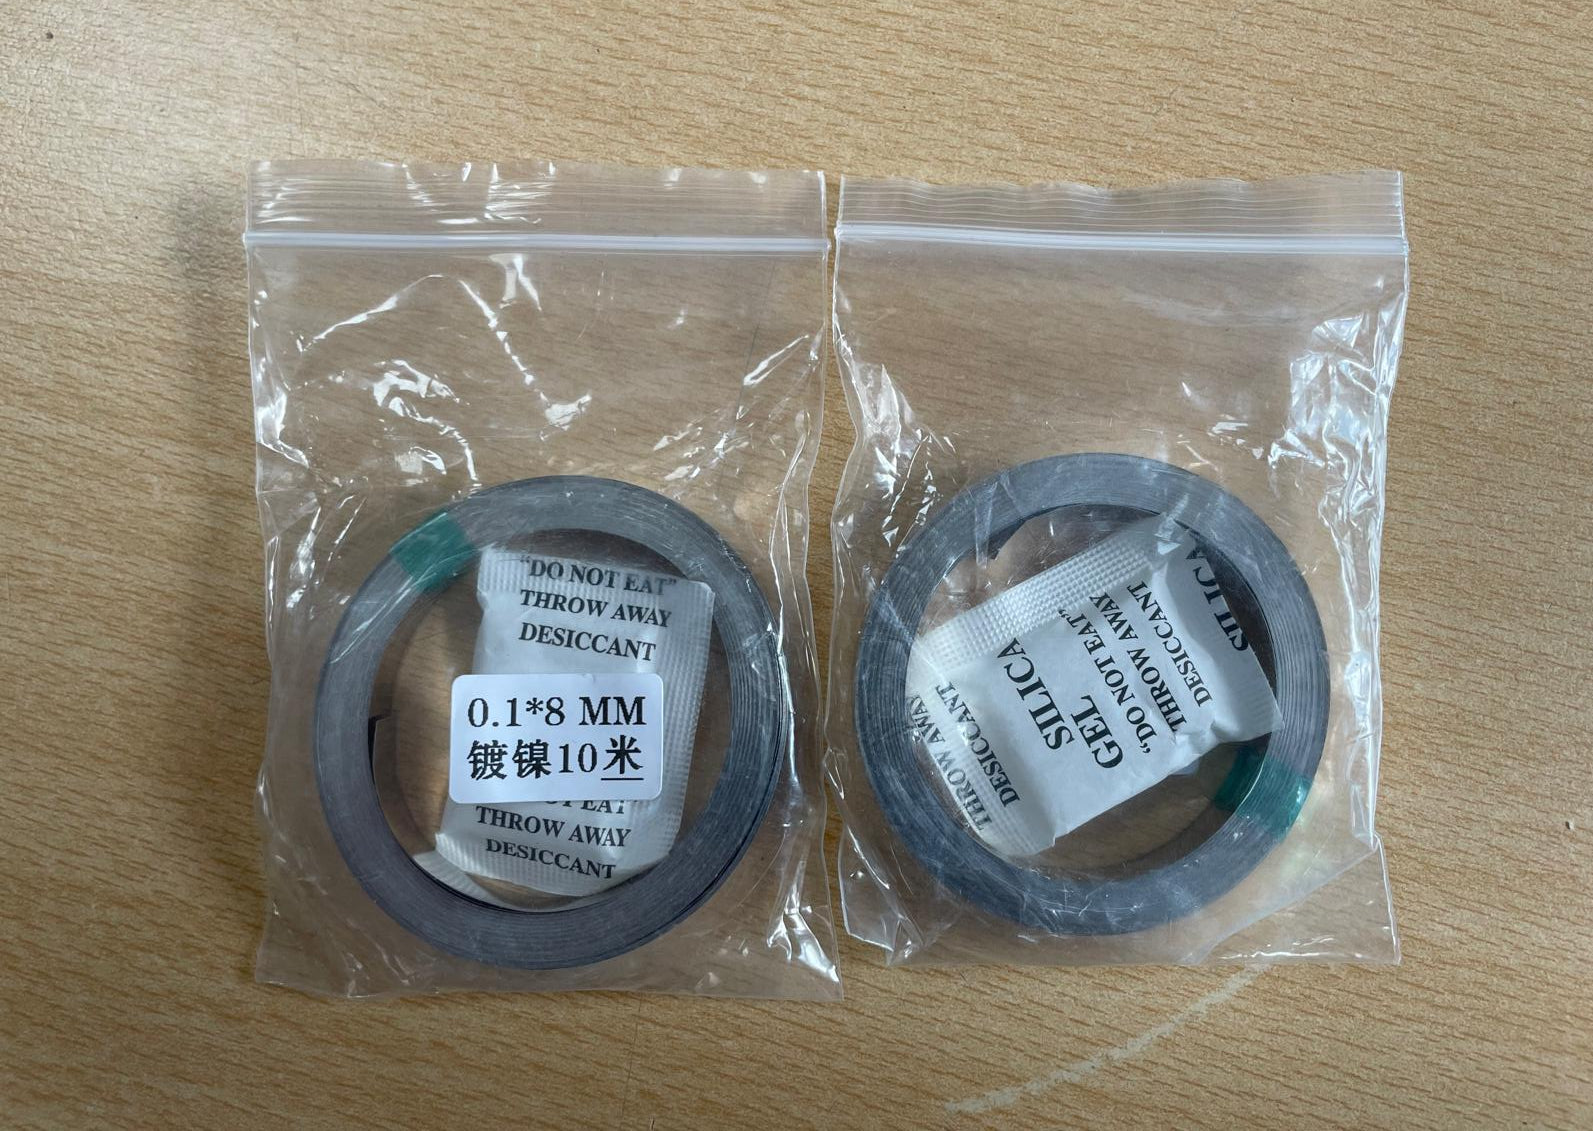 "DO NOT EAT"
THROW AWAY
DESICCANT
0.1*8 MM
镀镍10米
THROW AWAY
DESICCANT
SILICA
GEL
"DO NOT EAT"
THROW AWAY
DESICCANT
SILICA
THROW AWAY
DESICCANT